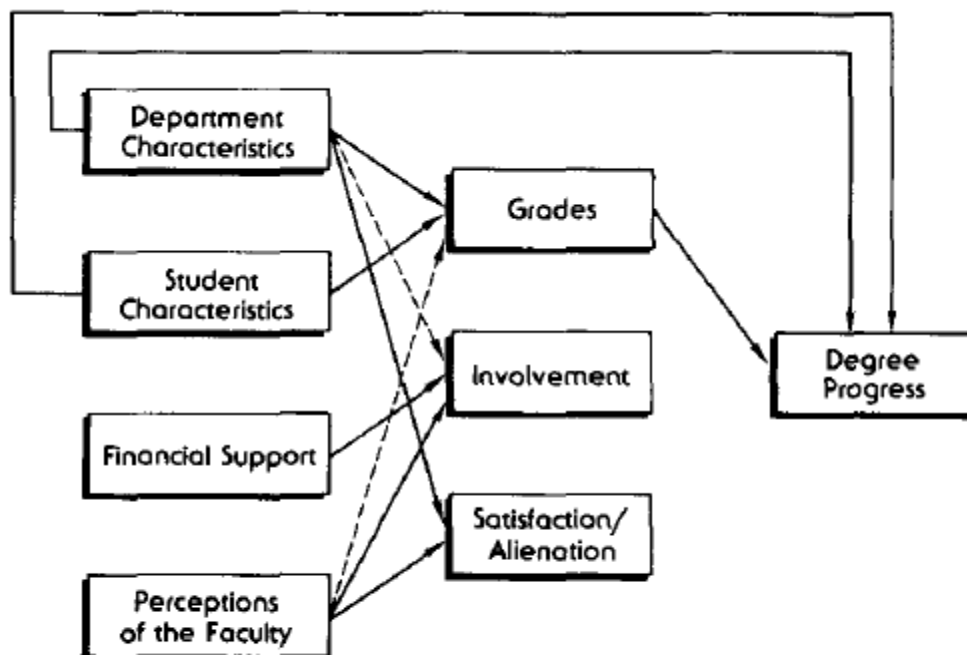 Department
Characteristics
Grades
Student
Characteristics
Involvement
Degree
Progress
Financial Support
Satisfaction/
Alienation
Perceptions
of the Faculty